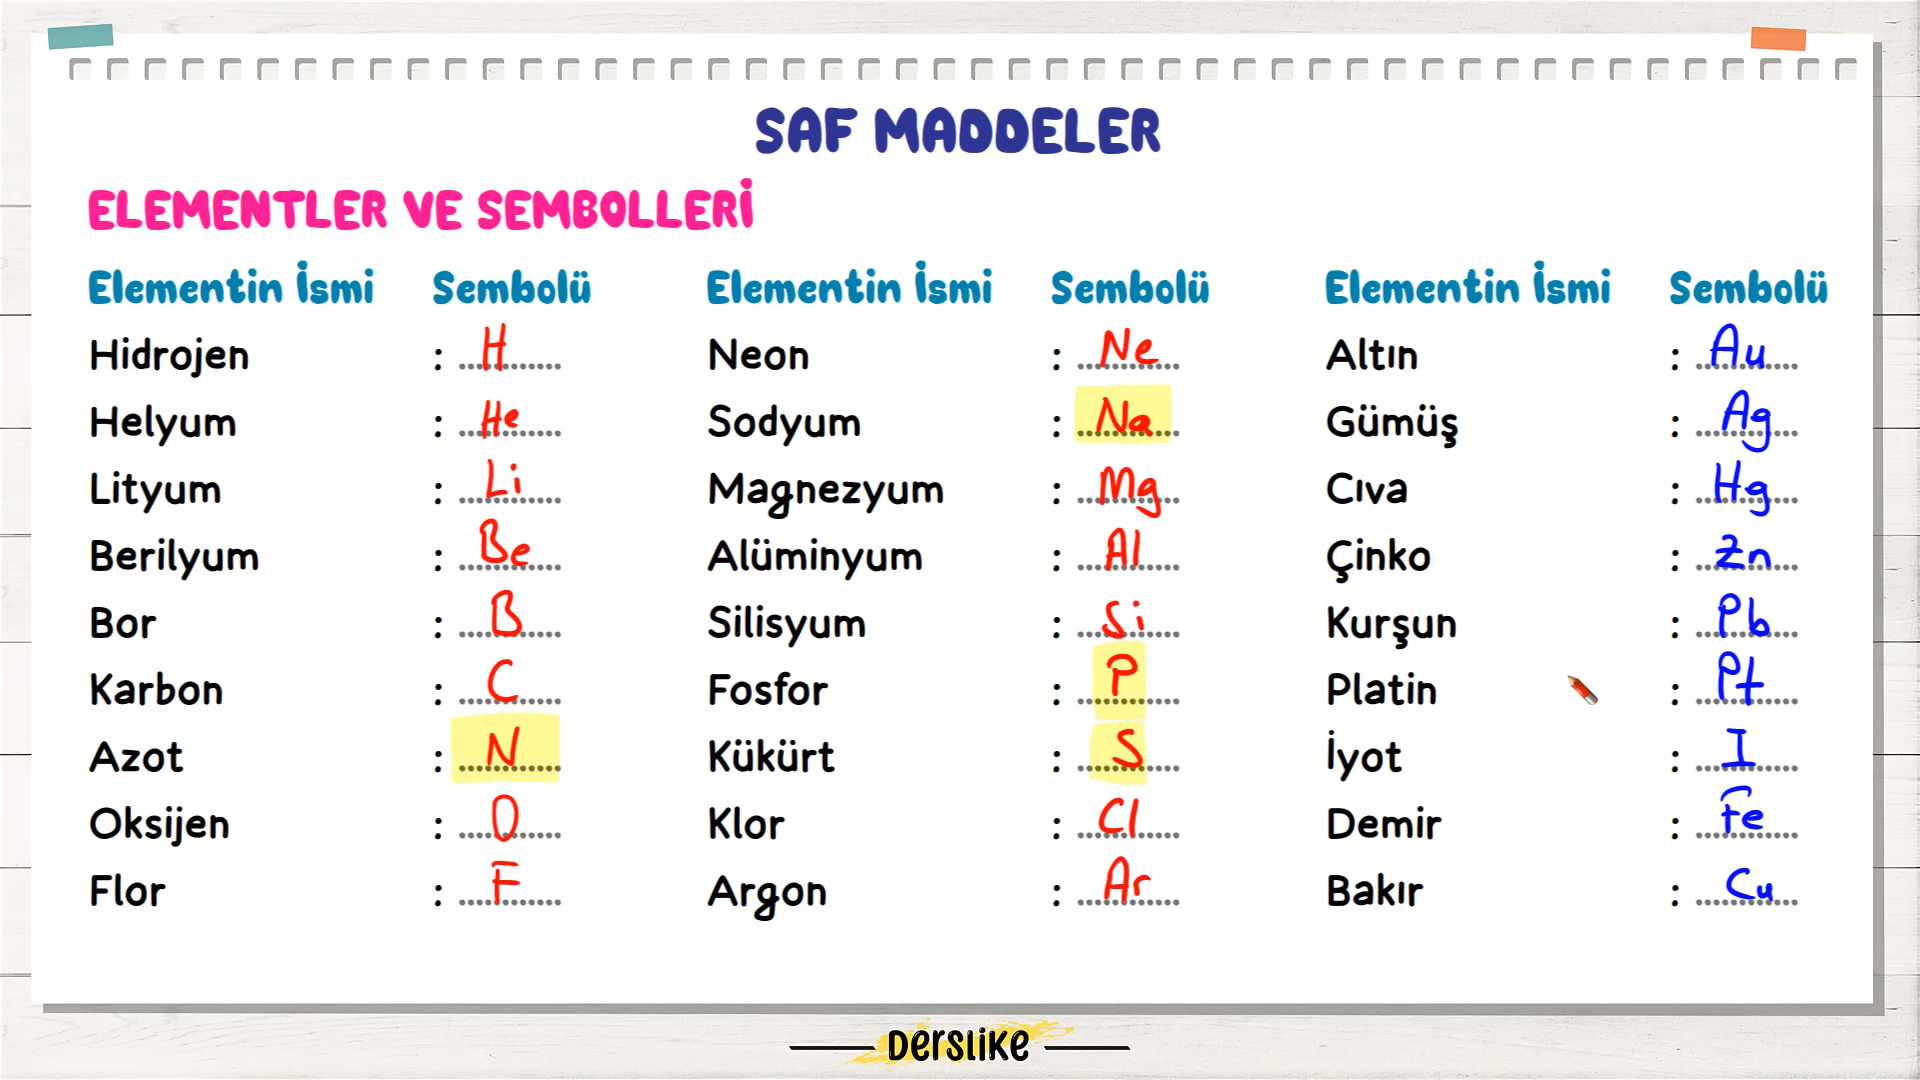 SAF MADDELER
ELEMENTLER VE SEMBOLLERİ
Elementin İsmi Sembolü Elementin İsmi Sembolü Elementin İsmi Sembolü
Hidrojen : H Neon : Ne Altın : Au
Helyum : He Sodyum : Na Gümüş : Ag
Lityum : Li Magnezyum : Mg Cıva : Hg
Berilyum : Be Alüminyum : Al Çinko : Zn
Bor : B Silisyum : Si Kurşun : Pb
Karbon : C Fosfor : P Platin : Pt
Azot : N Kükürt : S İyot : I
Oksijen : O Klor : Cl Demir : Fe
Flor : F Argon : Ar Bakır : Cu
Derslike